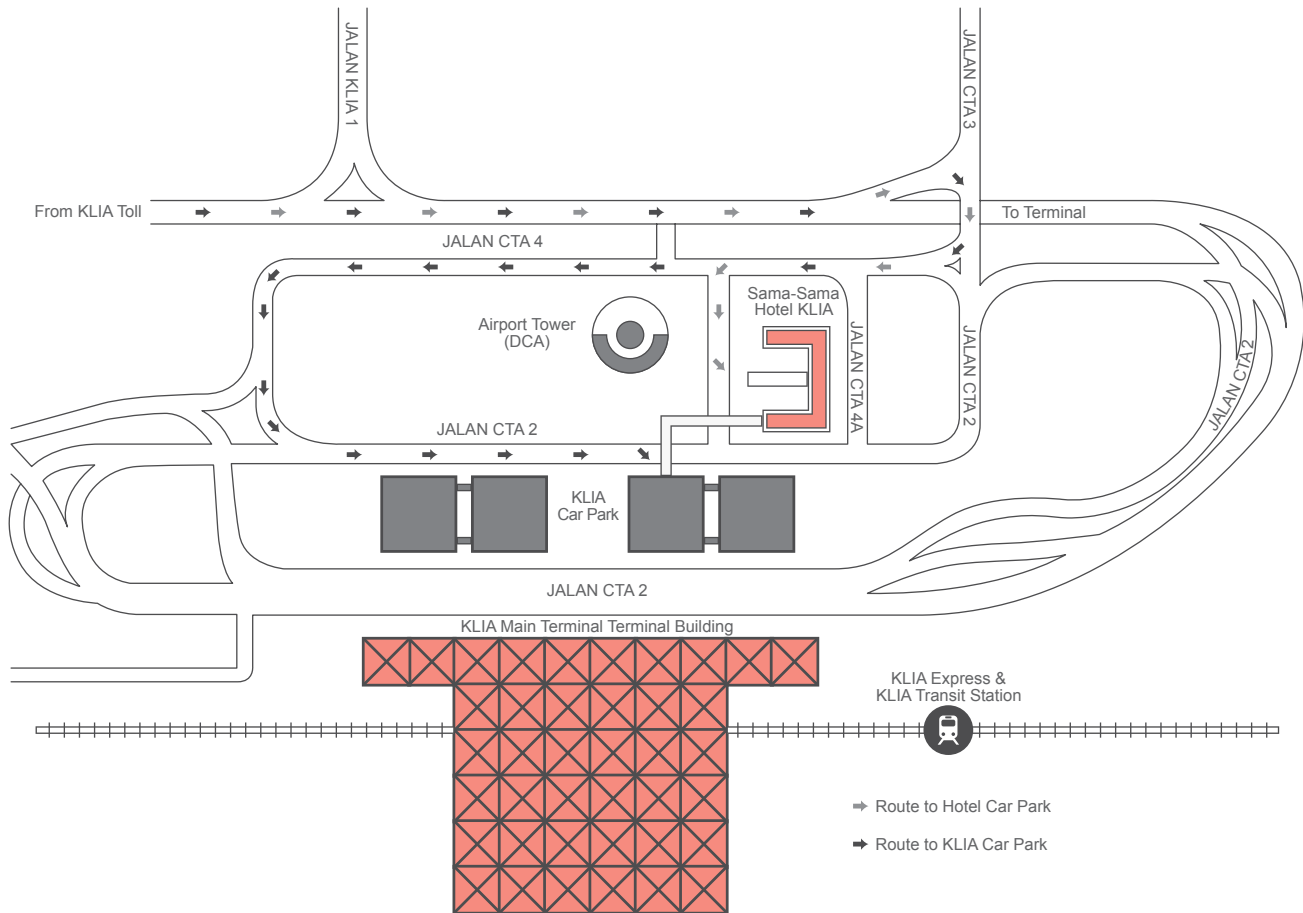 JALAN KLIA 1
JALAN CTA 3
From KLIA Toll
To Terminal
JALAN CTA 4
Sama-Sama
Hotel KLIA
Airport Tower
(DCA)
JALAN CTA 4A
JALAN CTA 2
JALAN CTA 2
JALAN CTA 2
KLIA
Car Park
JALAN CTA 2
KLIA Main Terminal Terminal Building
KLIA Express &
KLIA Transit Station
Route to Hotel Car Park
Route to KLIA Car Park